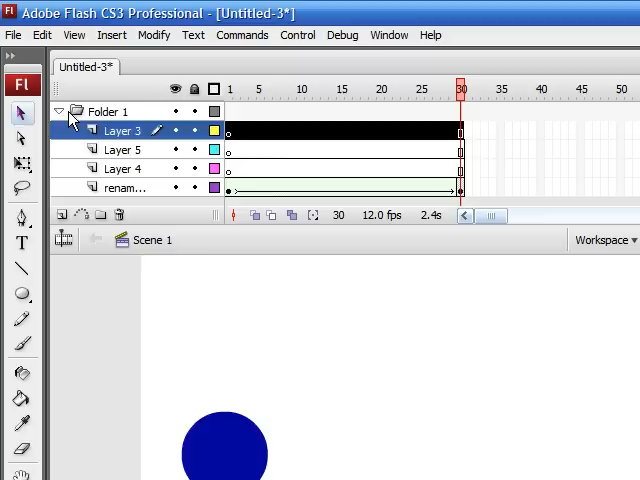 Fl Adobe Flash CS3 Professional - [Untitled-3*]
File Edit View Insert Modify Text Commands Control Debug Window Help
Untitled-3*
Fl
1 5 10 15 20 25 30 35 40 45 50
Folder 1
Layer 3
Layer 5
Layer 4
renam...
30 12.0 fps 2.4s
Scene 1 Workspace
T